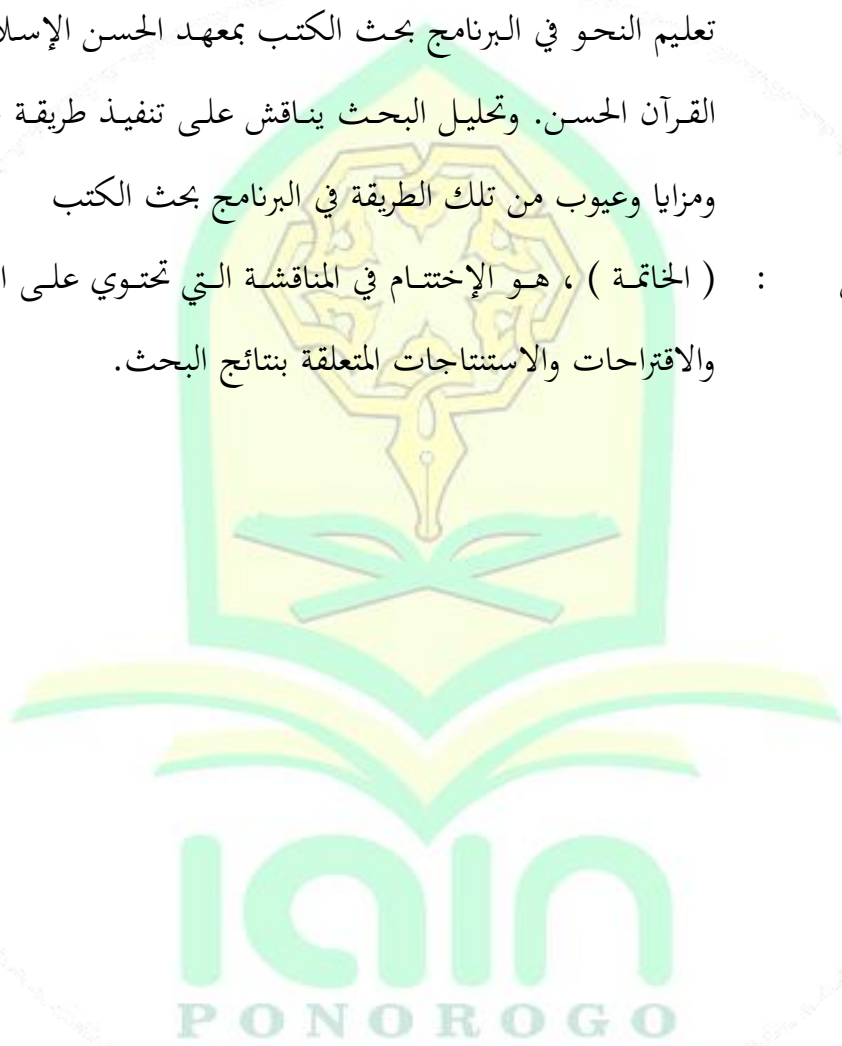 تعليم النحو في البرنامج بحث الكتب بمعهد الحسن
القرآن الحسن. وتحليل البحث يناقش على تنفيذ طريقة
ومزايا وعيوب من تلك الطريقة في البرنامج بحث الكتب
: ( الخاتمة ) ، هو الإختتام في المناقشة التي تحتوي على
والاقتراحات والاستنتاجات المتعلقة بنتائج البحث.
IAIN
PONOROGO